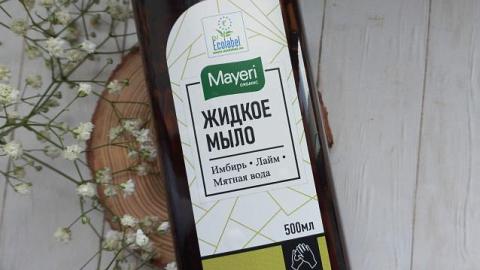 Ecolabel
Mayeri
ORGANIC
ЖИДКОЕ
МЫЛО
Имбирь • Лайм •
Мятная вода
500мл